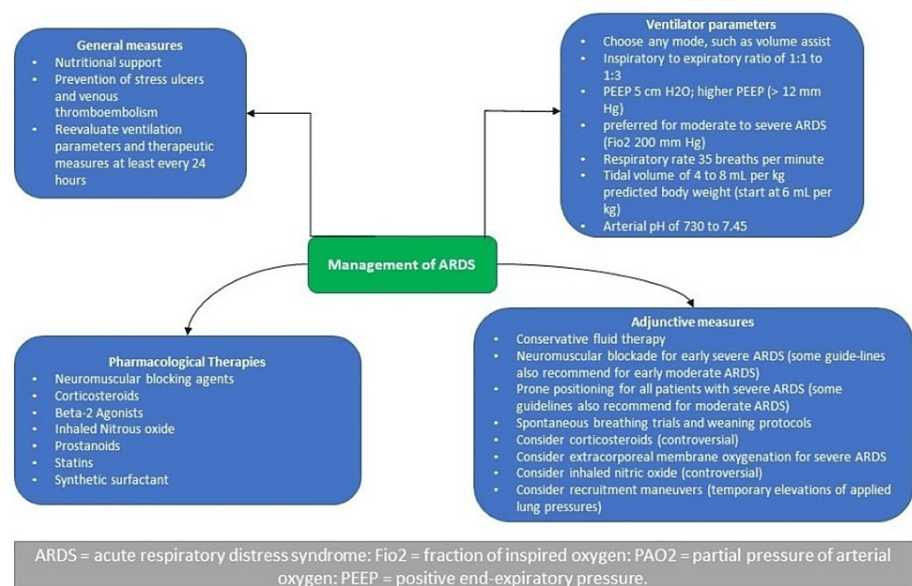 General measures
• Nutritional support
• Prevention of stress ulcers
and venous
thromboembolism
• Reevaluate ventilation
parameters and therapeutic
measures at least every 24
hours
Ventilator parameters
• Choose any mode, such as volume assist
• Inspiratory to expiratory ratio of 1:1 to
1:3
• PEEP 5 cm H2O; higher PEEP (> 12 mm
Hg)
• preferred for moderate to severe ARDS
(Fio2 200 mm Hg)
• Respiratory rate 35 breaths per minute
• Tidal volume of 4 to 8 mL per kg
predicted body weight (start at 6 mL per
kg)
• Arterial pH of 730 to 7.45
Management of ARDS
Pharmacological Therapies
• Neuromuscular blocking agents
• Corticosteroids
• Beta-2 Agonists
• Inhaled Nitrous oxide
• Prostanoids
• Statins
• Synthetic surfactant
Adjunctive measures
• Conservative fluid therapy
• Neuromuscular blockade for early severe ARDS (some guide-lines
also recommend for early moderate ARDS)
• Prone positioning for all patients with severe ARDS (some
guidelines also recommend for moderate ARDS)
• Spontaneous breathing trials and weaning protocols
• Consider corticosteroids (controversial)
• Consider extracorporeal membrane oxygenation for severe ARDS
• Consider inhaled nitric oxide (controversial)
• Consider recruitment maneuvers (temporary elevations of applied
lung pressures)
ARDS = acute respiratory distress syndrome: Fio2 = fraction of inspired oxygen: PAO2 = partial pressure of arterial
oxygen: PEEP = positive end-expiratory pressure.